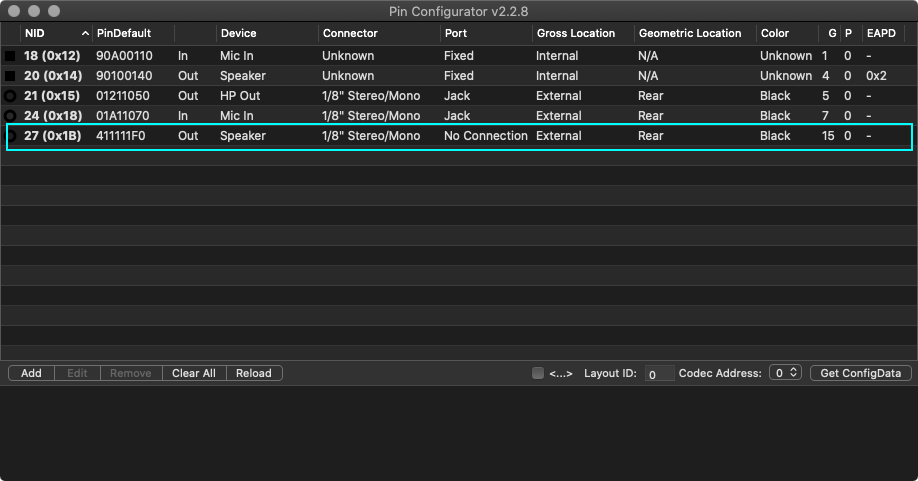 Pin Configurator v2.2.8
NID PinDefault Device Connector Port Gross Location Geometric Location Color G P EAPD
18 (0x12) 90A00110 In Mic In Unknown Fixed Internal N/A Unknown 1 0 -
20 (0x14) 90100140 Out Speaker Unknown Fixed Internal N/A Unknown 4 0 0x2
21 (0x15) 01211050 Out HP Out 1/8" Stereo/Mono Jack External Rear Black 5 0 -
24 (0x18) 01A11070 In Mic In 1/8" Stereo/Mono Jack External Rear Black 7 0 -
27 (0x1B) 411111F0 Out Speaker 1/8" Stereo/Mono No Connection External Rear Black 15 0 -
Add Edit Remove Clear All Reload <...> Layout ID: 0 Codec Address: 0 Get ConfigData